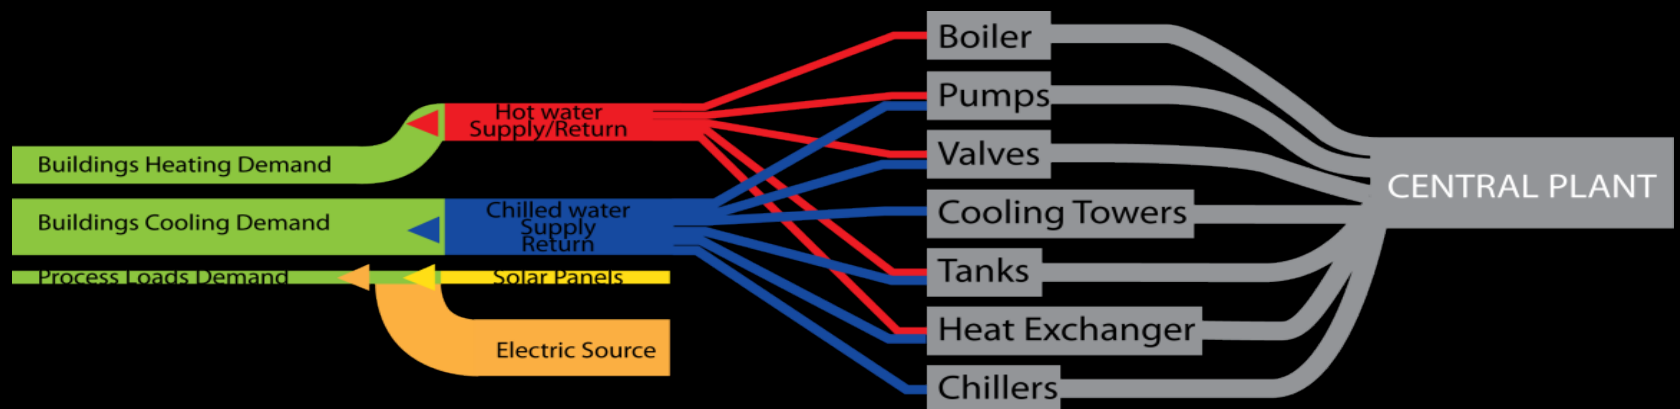 Buildings Heating Demand
Buildings Cooling Demand
Process Loads Demand
Hot water
Supply/Return
Chilled water
Supply
Return
Solar Panels
Electric Source
Boiler
Pumps
Valves
Cooling Towers
Tanks
Heat Exchanger
Chillers
CENTRAL PLANT